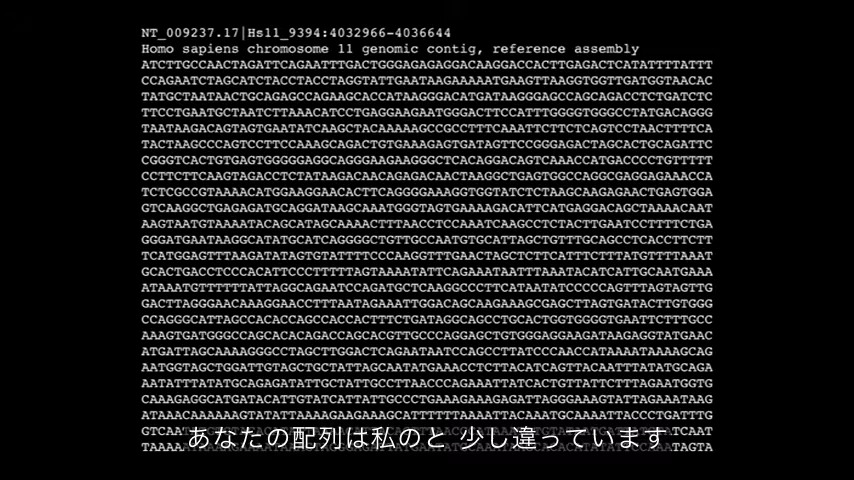 NT_009237.17|Hs11_9394:4032966-4036644
Homo sapiens chromosome 11 genomic contig, reference assembly
ATCTTGCCAACTAGATTCAGAATTTGACTGGGAGAGAGGACAAGGACCACTTGAGACTCATATTTTATTT
CCAGAATCTAGCATCTACCTACCTAGGTATTGAATAAGAAAAATGAAGTTAAGGTGGTTGATGGTAACAC
TATGCTAATAACTGCAGAGCCAGAAGCACCATAAGGGACATGATAAGGGAGCCAGCAGACCTCTGATCTC
TTCCTGAATGCTAATCTTAAACATCCTGAGGAAGAATGGGACTTCCATTTGGGGTGGGCCTATGACAGGG
TAATAAGACAGTAGTGAATATCAAGCTACAAAAAGCCGCCTTTCAAATTCTTCTCAGTCCTAACTTTTCA
TACTAAGCCCAGTCCTTCCAAAGCAGACTGTGAAAGAGTGATAGTTCCGGGAGACTAGCACTGCAGATTC
CGGGTCACTGTGAGTGGGGGAGGCAGGGAAGAAGGGCTCACAGGACAGTCAAACCATGACCCCTGTTTTT
CCTTCTTCAAGTAGACCTCTATAAGACAACAGAGACAACTAAGGCTGAGTGGCCAGGCGAGGAGAAACCA
TCTCGCCGTAAAACATGGAAGGAACACTTCAGGGGAAAGGTGGTATCTCTAAGCAAGAGAACTGAGTGGA
GTCAAGGCTGAGAGATGCAGGATAAGCAAATGGGTAGTGAAAAGACATTCATGAGGACAGCTAAAACAAT
AAGTAATGTAAAATACAGCATAGCAAAACTTTAACCTCCAAATCAAGCCTCTACTTGAATCCTTTTCTGA
GGGATGAATAAGGCATATGCATCAGGGGCTGTTGCCAATGTGCATTAGCTGTTTGCAGCCTCACCTTCTT
TCATGGAGTTTAAGATATAGTGTATTTTCCCAAGGTTTGAACTAGCTCTTCATTTCTTTATGTTTTAAAT
GCACTGACCTCCCACATTCCCTTTTTAGTAAAATATTCAGAAATAATTTAAATACATCATTGCAATGAAA
ATAAATGTTTTTTATTAGGCAGAATCCAGATGCTCAAGGCCCTTCATAATATCCCCCAGTTTAGTAGTTG
GACTTAGGGAACAAAGGAACCTTTAATAGAAATTGGACAGCAAGAAAGCGAGCTTAGTGATACTTGTGGG
CCAGGGCATTAGCCACACCAGCCACCACTTTCTGATAGGCAGCCTGCACTGGTGGGGTGAATTCTTTGCC
AAAGTGATGGGCCAGCACACAGACCAGCACGTTGCCCAGGAGCTGTGGGAGGAAGATAAGAGGTATGAAC
ATGATTAGCAAAAGGGCCTAGCTTGGACTCAGAATAATCCAGCCTTATCCCAACCATAAAATAAAAGCAG
AATGGTAGCTGGATTGTAGCTGCTATTAGCAATATGAAACCTCTTACATCAGTTACAATTTATATGCAGA
AATATTTATATGCAGAGATATTGCTATTGCCTTAACCCAGAAATTATCACTGTTATTCTTTAGAATGGTG
CAAAGAGGCATGATACATTGTATCATTATTGCCCTGAAAGAAAGAGATTAGGGAAAGTATTAGAAATAAG
ATAAACAAAAAAGTATATTAAAAGAAGAAAGCATTTTTTAAAATTACAAATGCAAAATTACCCTGATTTG
あなたの配列は私のと 少し違っています